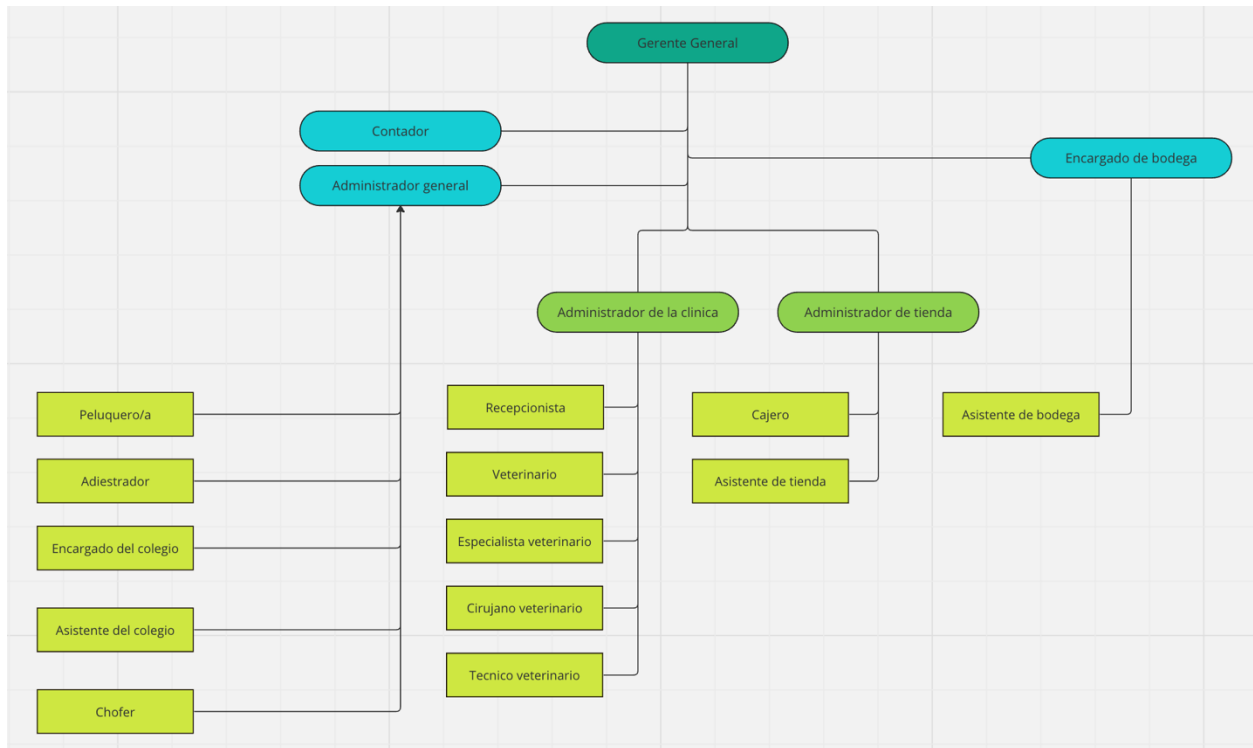 Gerente General
Contador
Encargado de bodega
Administrador general
Administrador de la clinica
Administrador de tienda
Peluquero/a
Adiestrador
Encargado del colegio
Asistente del colegio
Chofer
Recepcionista
Veterinario
Especialista veterinario
Cirujano veterinario
Tecnico veterinario
Cajero
Asistente de tienda
Asistente de bodega